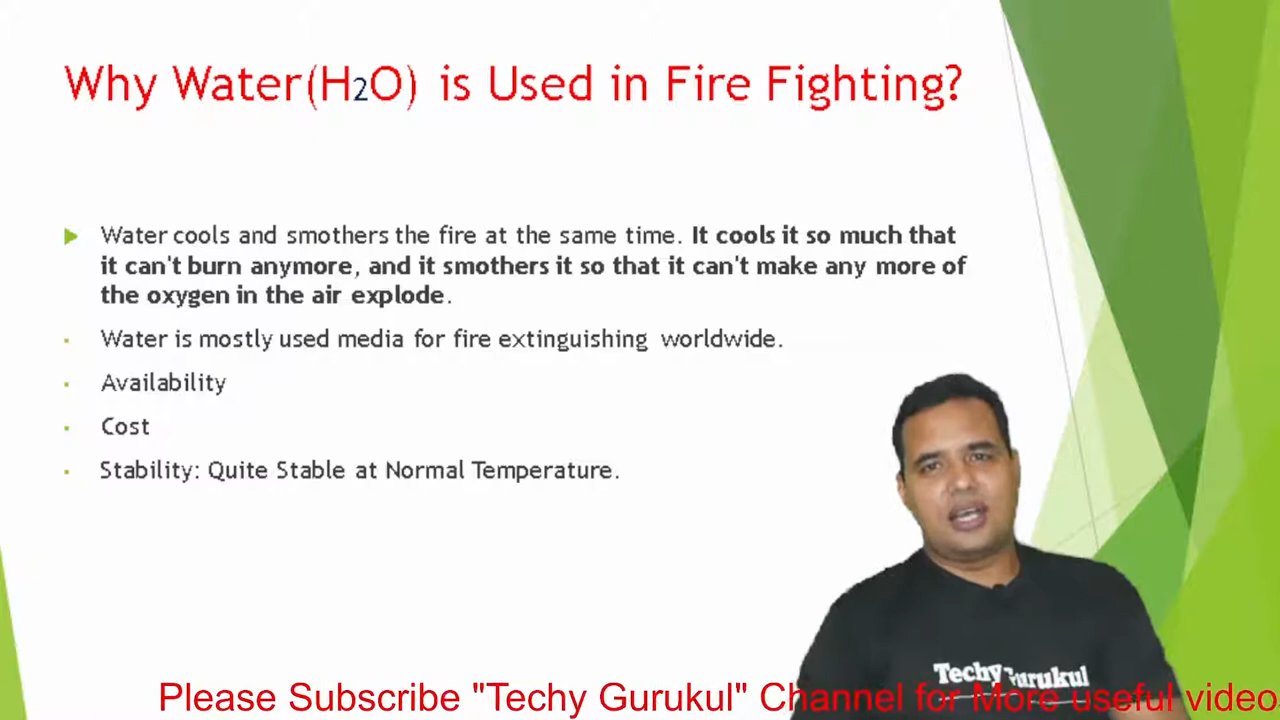 Why Water(H2O) is Used in Fire Fighting?
Water cools and smothers the fire at the same time. It cools it so much that
it can't burn anymore, and it smothers it so that it can't make any more of
the oxygen in the air explode.
Water is mostly used media for fire extinguishing worldwide.
Availability
Cost
Stability: Quite Stable at Normal Temperature.
Techy Gurukul
Please Subscribe "Techy Gurukul" Channel for More useful video